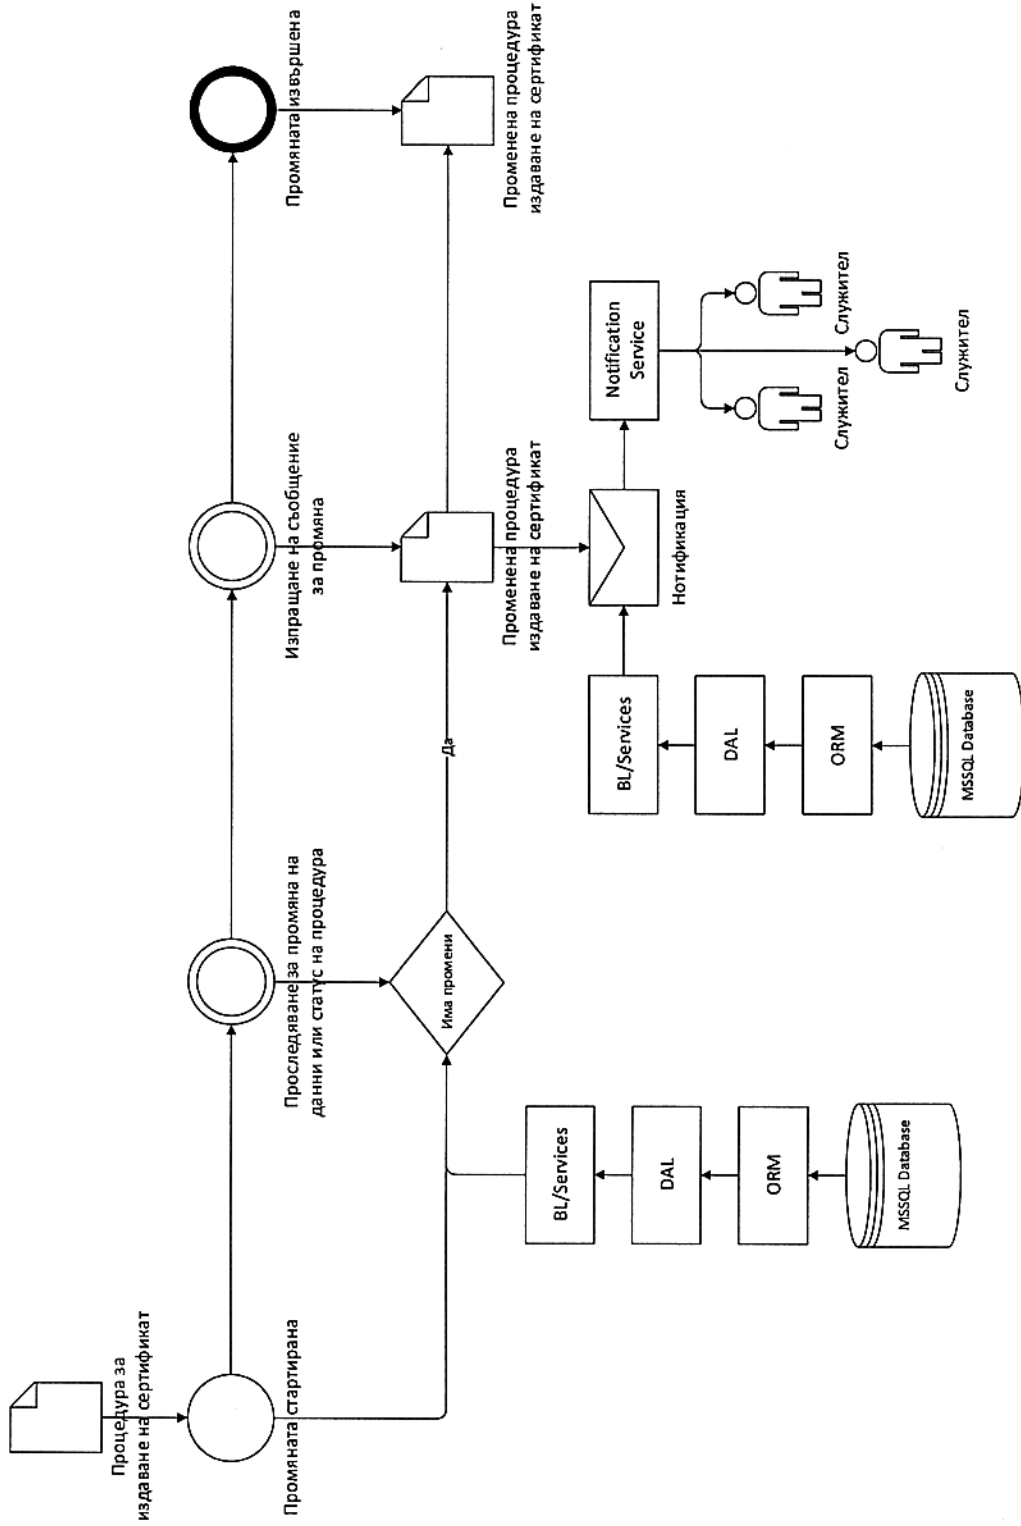 Процедура за
издаване на сертификат
Промяната стартирана
Проследяване за промяна на
данни или статус на процедура
Изпращане на съобщение
за промяна
Промяната извършена
Има промени
Да
Променена процедура
издаване на сертификат
Променена процедура
издаване на сертификат
BL/Services
DAL
ORM
MSSQL Database
BL/Services
DAL
ORM
MSSQL Database
Нотификация
Notification
Service
Служител
Служител
Служител